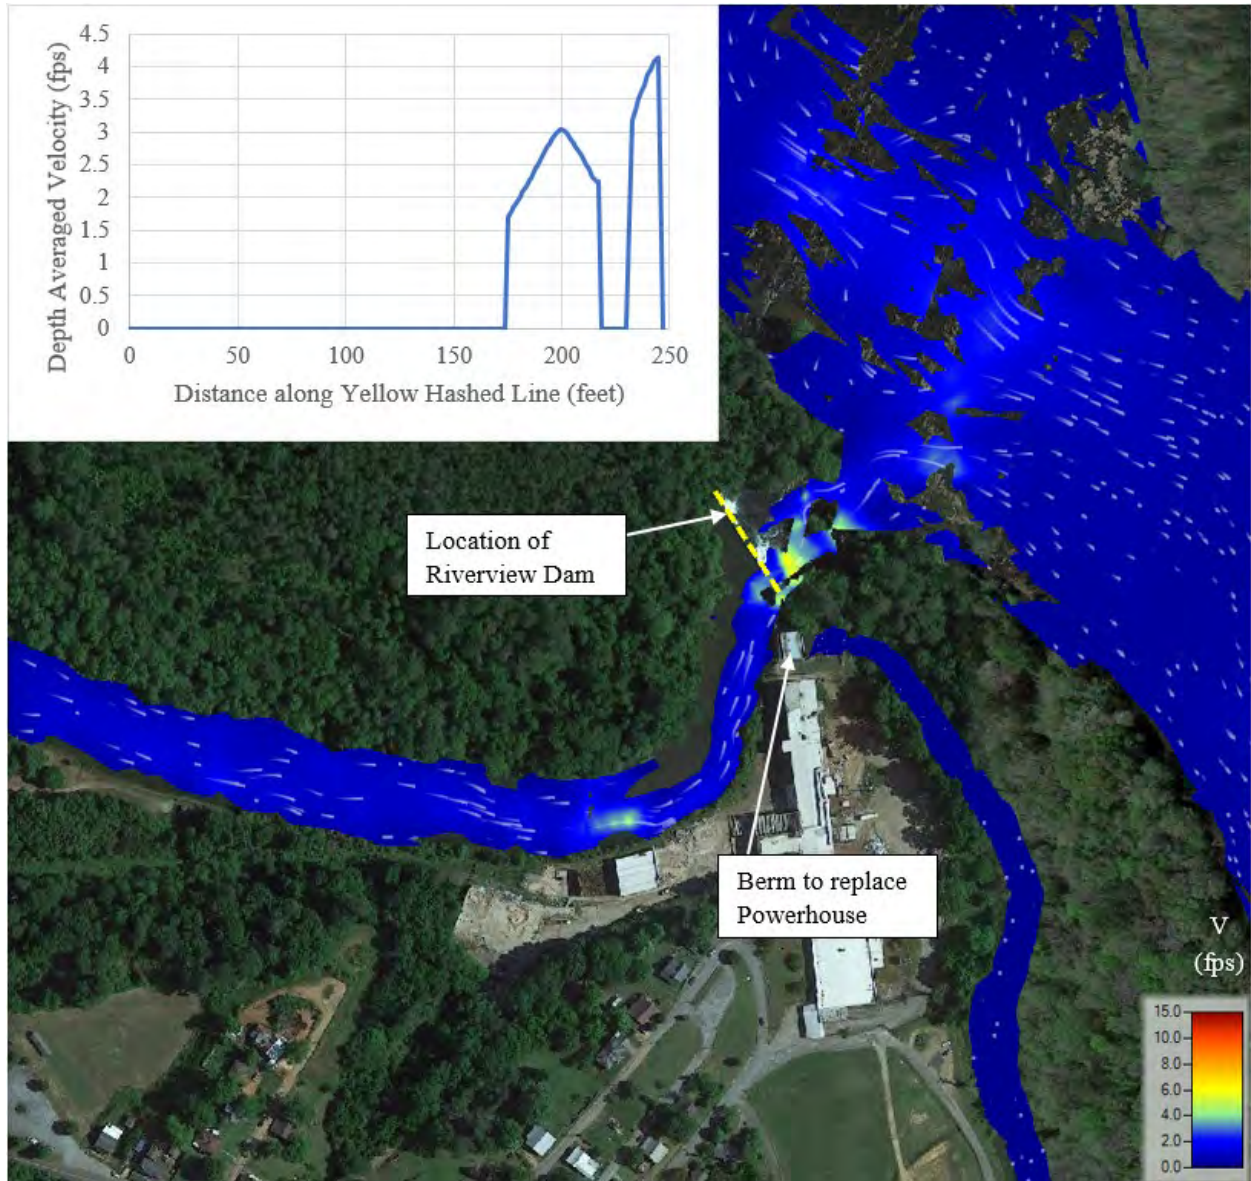 Depth Averaged Velocity (fps)
4.5
4
3.5
3
2.5
2
1.5
1
0.5
0
0
50
100
150
200
250
Distance along Yellow Hashed Line (feet)
Location of
Riverview Dam
Berm to replace
Powerhouse
V
(fps)
15.0
10.0
8.0
6.0
4.0
2.0
0.0